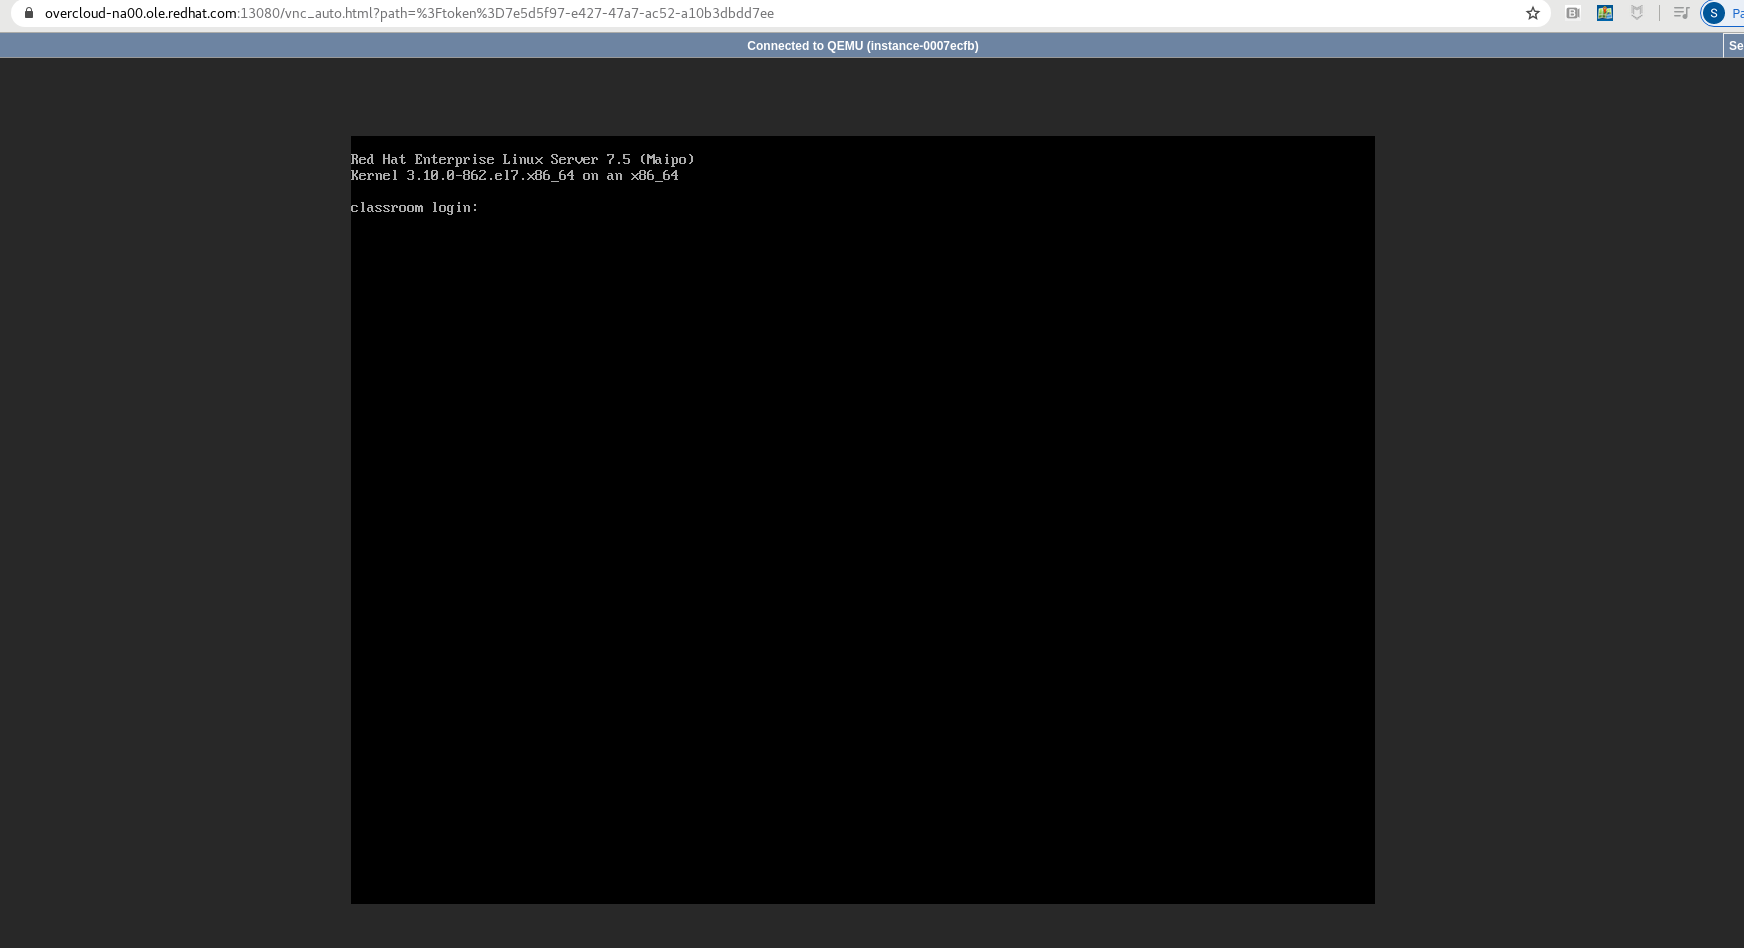 overcloud-na00.ole.redhat.com:13080/vnc_auto.html?path=%3Ftoken%3D7e5d5f97-e427-47a7-ac52-a10b3dbdd7ee
S
Pa
Connected to QEMU (instance-0007ecfb)
Se
Red Hat Enterprise Linux Server 7.5 (Maipo)
Kernel 3.10.0-862.el7.x86_64 on an x86_64
classroom login: